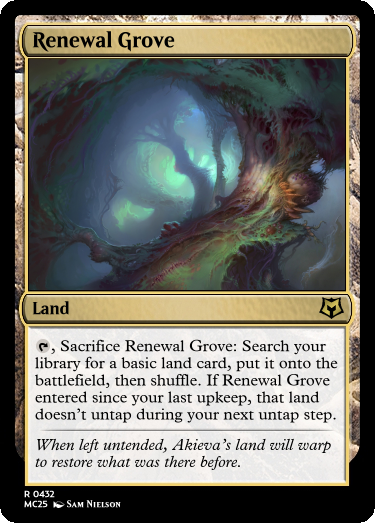 Renewal Grove
Land
, Sacrifice Renewal Grove: Search your
library for a basic land card, put it onto the
battlefield, then shuffle. If Renewal Grove
entered since your last upkeep, that land
doesn't untap during your next untap step.
When left untended, Akieva's land will warp
to restore what was there before.
R 0432
MC25 Sam Nielson